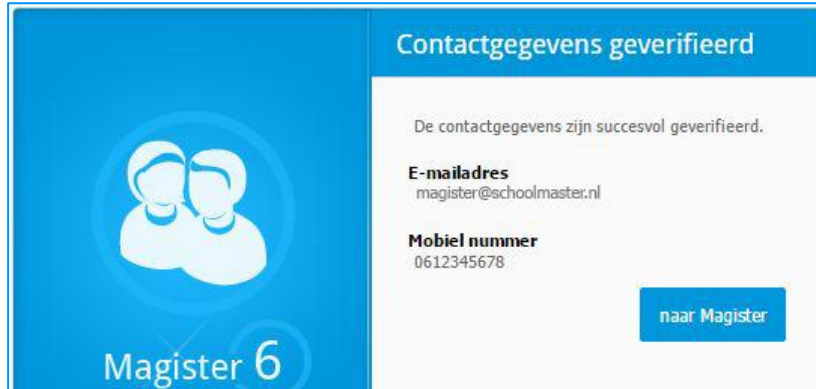 Contactgegevens geverifieerd
De contactgegevens zijn succesvol geverifieerd.
E-mailadres
magister@schoolmaster.nl
Mobiel nummer
0612345678
naar Magister
Magister 6